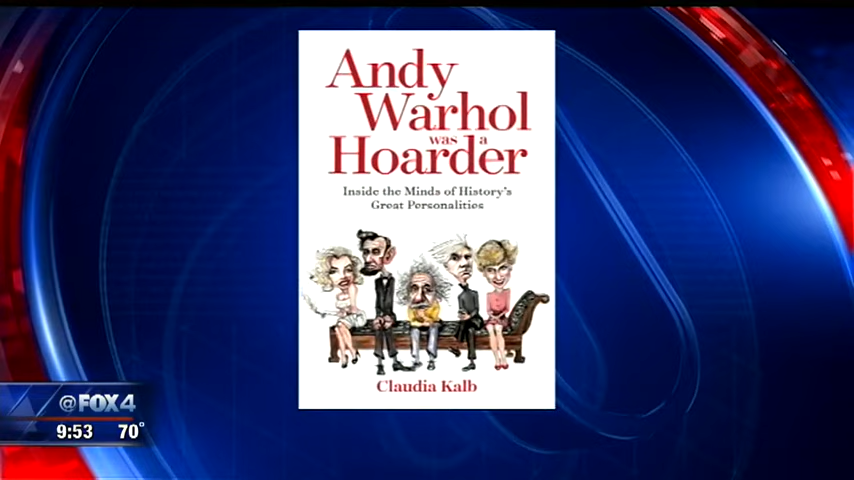 Andy
Warhol
was a
Hoarder
Inside the Minds of History's
Great Personalities
Claudia Kalb
@FOX4
9:53 70°